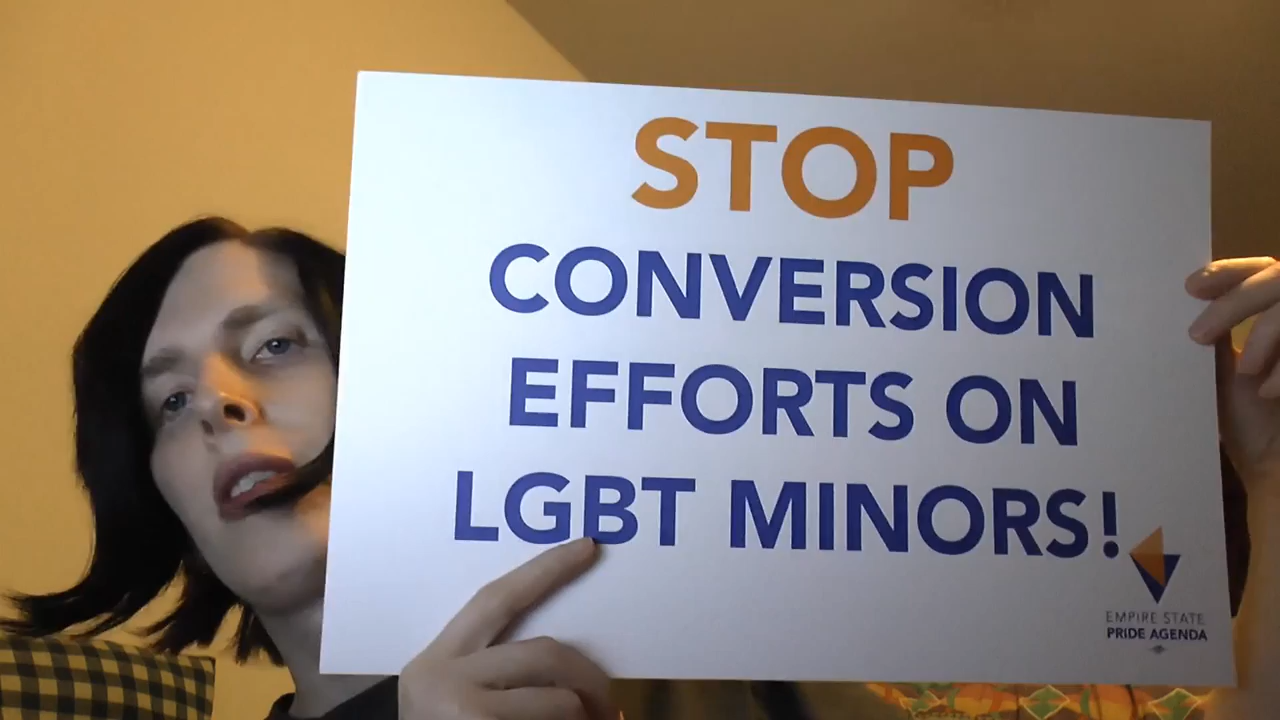 STOP
CONVERSION
EFFORTS ON
LGBT MINORS!
EMPIRE STATE
PRIDE AGENDA